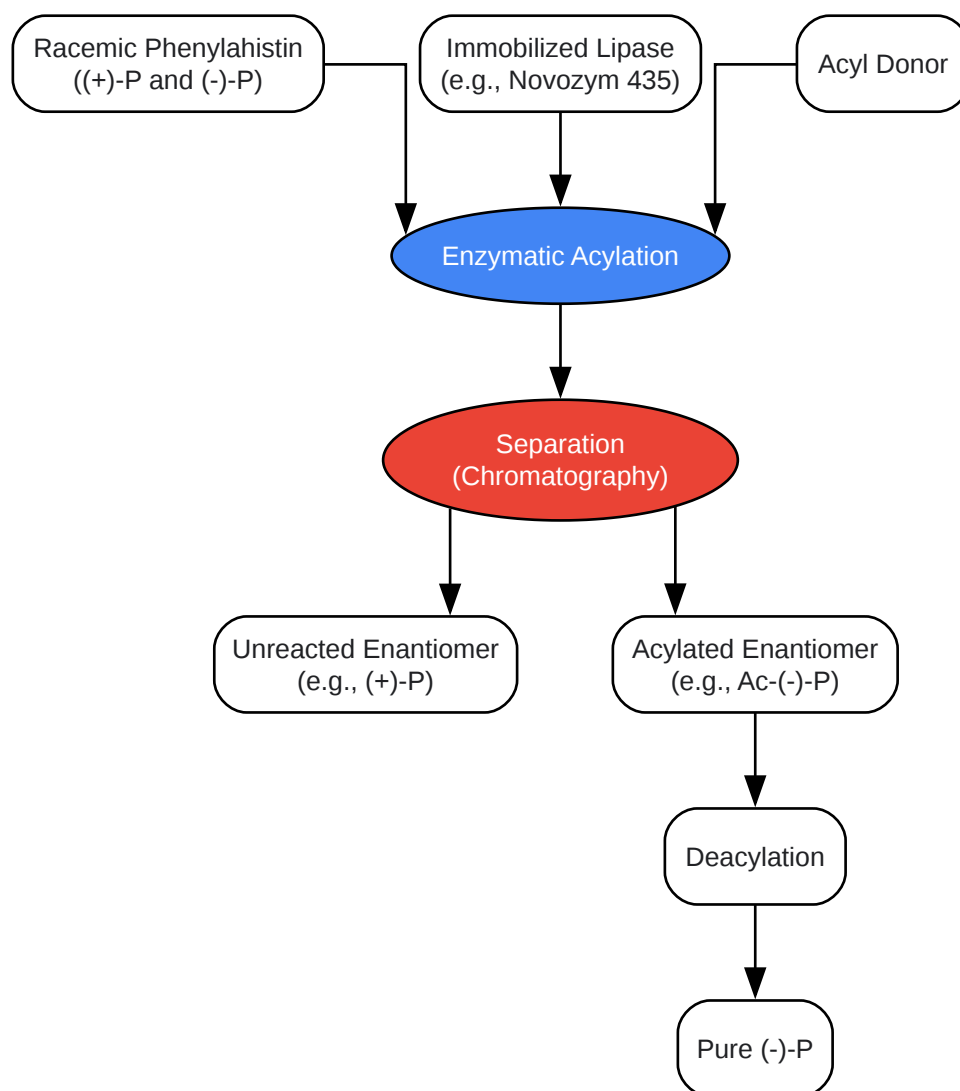 Racemic Phenylahistin
((+)-P and (-)-P)
Immobilized Lipase
(e.g., Novozym 435)
Acyl Donor
Enzymatic Acylation
Separation
(Chromatography)
Unreacted Enantiomer
(e.g., (+)-P)
Acylated Enantiomer
(e.g., Ac-(-)-P)
Deacylation
Pure (-)-P